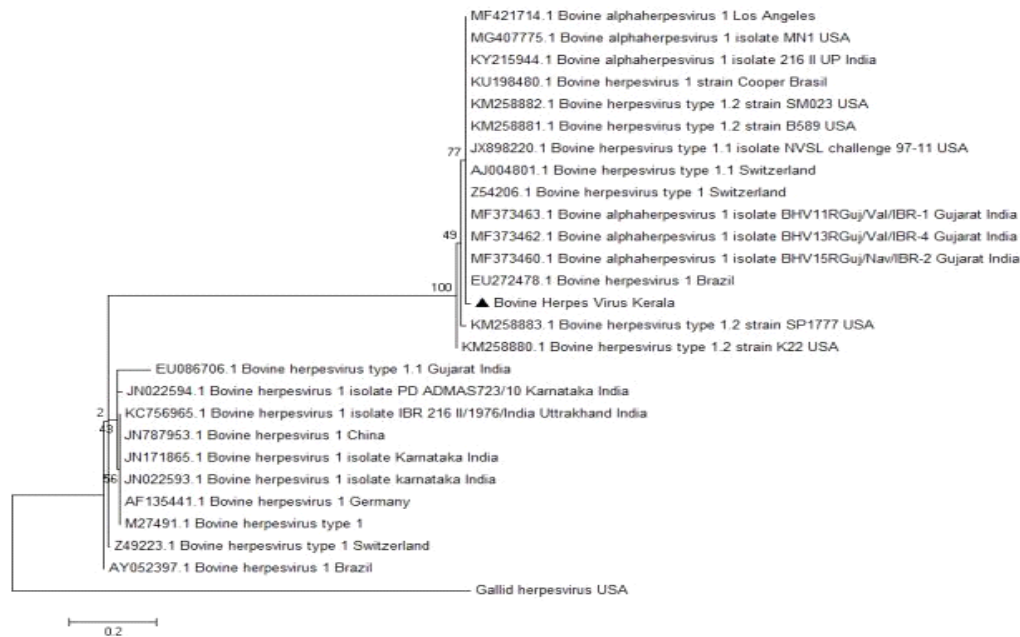 MF421714.1 Bovine alphaherpesvirus 1 Los Angeles
MG407775.1 Bovine alphaherpesvirus 1 isolate MN1 USA
KY215944.1 Bovine alphaherpesvirus 1 isolate 216 II UP India
KU198480.1 Bovine herpesvirus 1 strain Cooper Brasil
KM258882.1 Bovine herpesvirus type 1.2 strain SM023 USA
KM258881.1 Bovine herpesvirus type 1.2 strain B589 USA
77
JX898220.1 Bovine herpesvirus type 1.1 isolate NVSL challenge 97-11 USA
AJ004801.1 Bovine herpesvirus type 1.1 Switzerland
Z54206.1 Bovine herpesvirus type 1 Switzerland
MF373463.1 Bovine alphaherpesvirus 1 isolate BHV11RGuj/Val/IBR-1 Gujarat India
49
MF373462.1 Bovine alphaherpesvirus 1 isolate BHV13RGuj/Val/IBR-4 Gujarat India
MF373460.1 Bovine alphaherpesvirus 1 isolate BHV15RGuj/Nav/IBR-2 Gujarat India
EU272478.1 Bovine herpesvirus 1 Brazil
100
Bovine Herpes Virus Kerala
KM258883.1 Bovine herpesvirus type 1.2 strain SP1777 USA
KM258880.1 Bovine herpesvirus type 1.2 strain K22 USA
EU086706.1 Bovine herpesvirus type 1.1 Gujarat India
JN022594.1 Bovine herpesvirus 1 isolate PD ADMAS723/10 Karnataka India
2
KC756965.1 Bovine herpesvirus 1 isolate IBR 216 II/1976/India Uttrakhand India
43
JN787953.1 Bovine herpesvirus 1 China
JN171865.1 Bovine herpesvirus 1 isolate Karnataka India
56
JN022593.1 Bovine herpesvirus 1 isolate karnataka India
AF135441.1 Bovine herpesvirus 1 Germany
M27491.1 Bovine herpesvirus type 1
Z49223.1 Bovine herpesvirus type 1 Switzerland
AY052397.1 Bovine herpesvirus 1 Brazil
Gallid herpesvirus USA
0.2